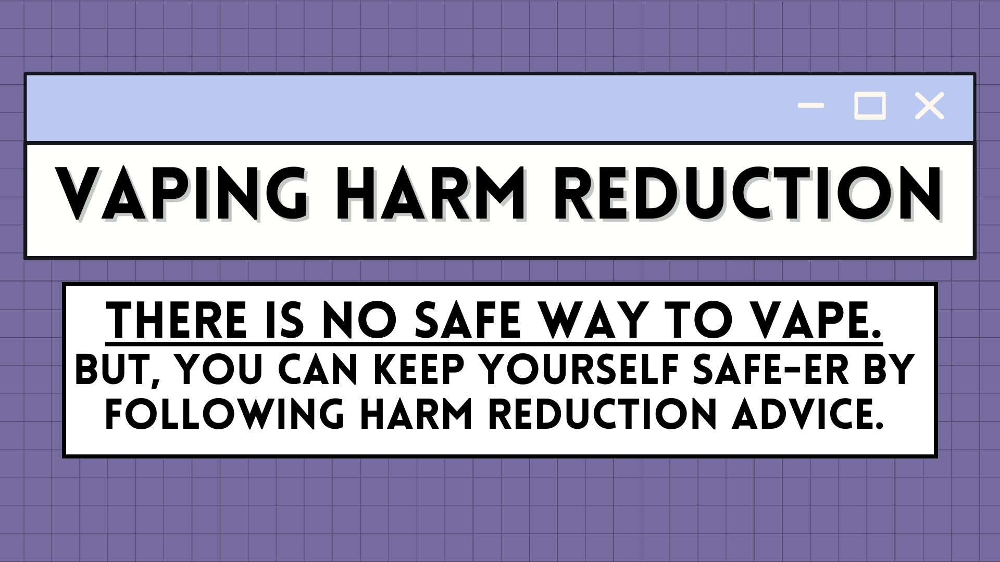 VAPING HARM REDUCTION
THERE IS NO SAFE WAY TO VAPE.
BUT, YOU CAN KEEP YOURSELF SAFE-ER BY
FOLLOWING HARM REDUCTION ADVICE.